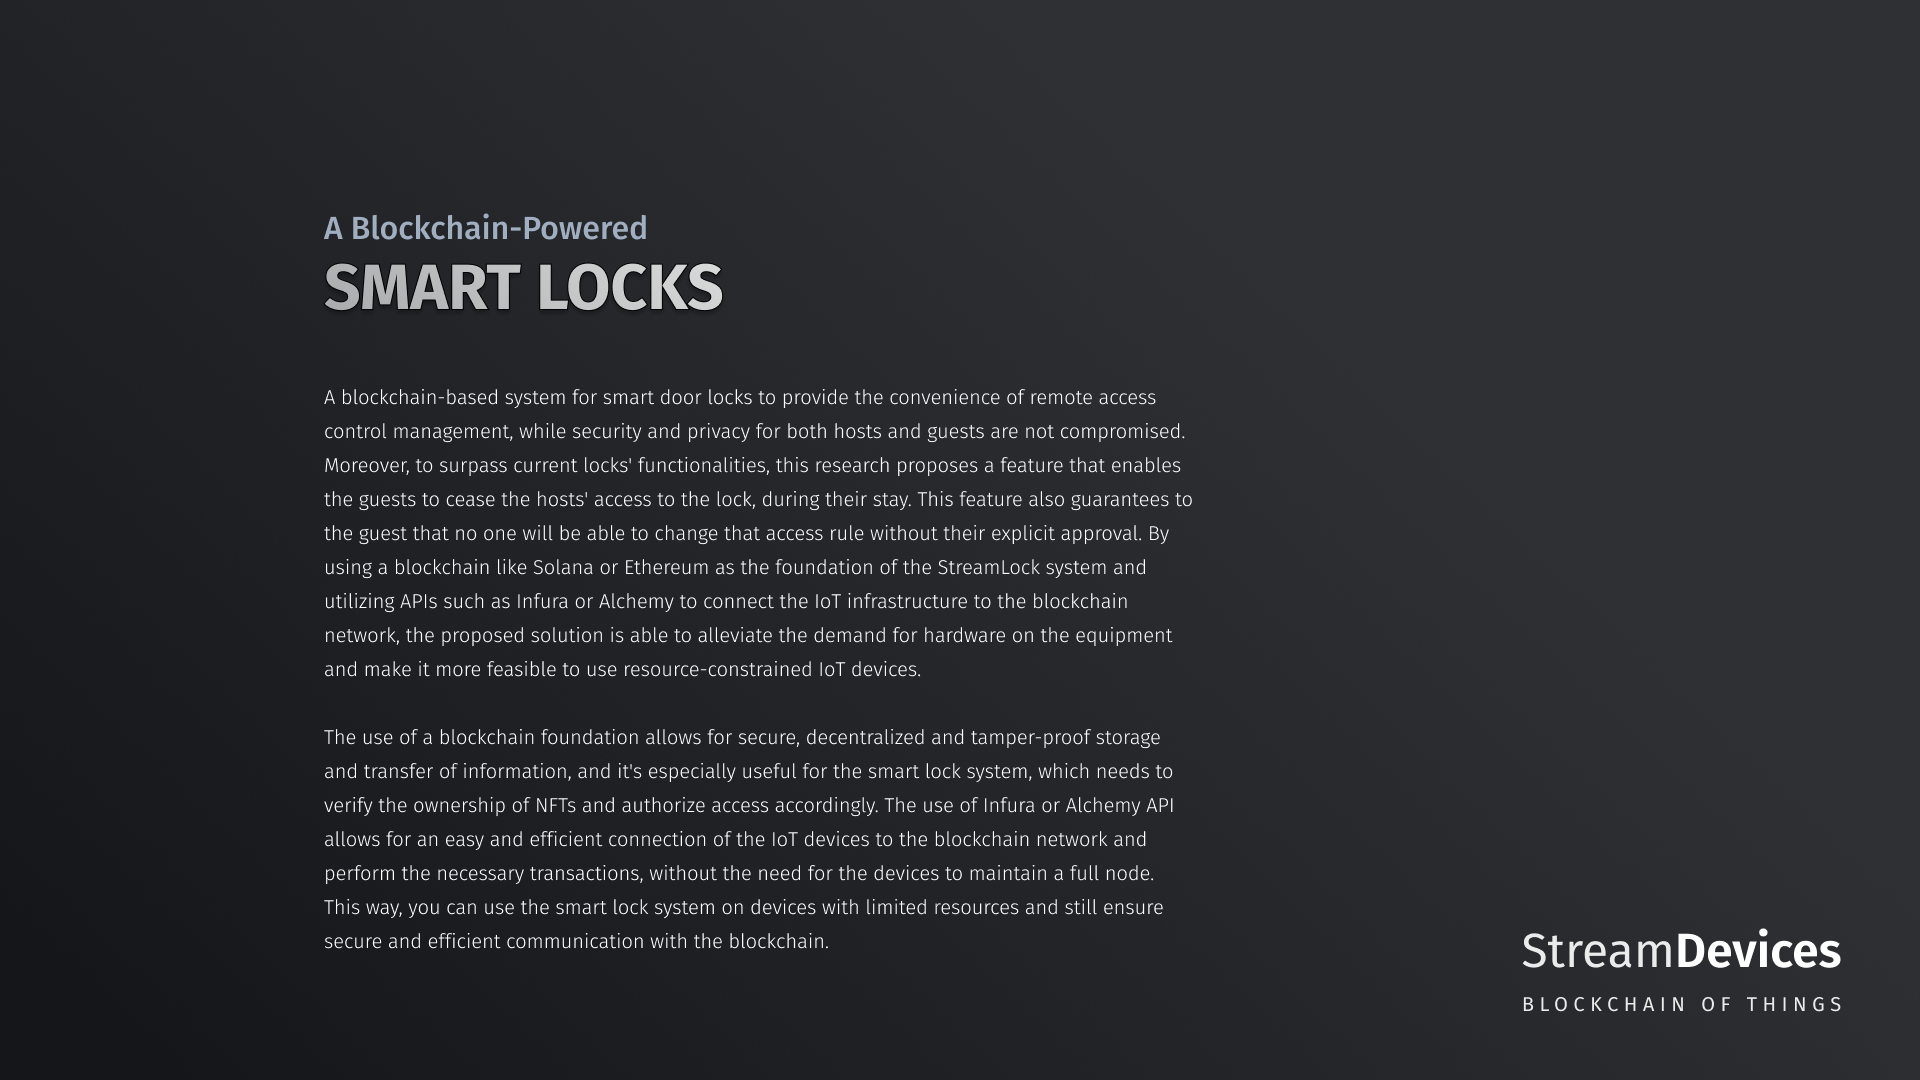 A Blockchain-Powered
SMART LOCKS
A blockchain-based system for smart door locks to provide the convenience of remote access
control management, while security and privacy for both hosts and guests are not compromised.
Moreover, to surpass current locks' functionalities, this research proposes a feature that enables
the guests to cease the hosts' access to the lock, during their stay. This feature also guarantees to
the guest that no one will be able to change that access rule without their explicit approval. By
using a blockchain like Solana or Ethereum as the foundation of the StreamLock system and
utilizing APIs such as Infura or Alchemy to connect the IoT infrastructure to the blockchain
network, the proposed solution is able to alleviate the demand for hardware on the equipment
and make it more feasible to use resource-constrained IoT devices.
The use of a blockchain foundation allows for secure, decentralized and tamper-proof storage
and transfer of information, and it's especially useful for the smart lock system, which needs to
verify the ownership of NFTs and authorize access accordingly. The use of Infura or Alchemy API
allows for an easy and efficient connection of the IoT devices to the blockchain network and
perform the necessary transactions, without the need for the devices to maintain a full node.
This way, you can use the smart lock system on devices with limited resources and still ensure
secure and efficient communication with the blockchain.
StreamDevices
BLOCKCHAIN OF THINGS